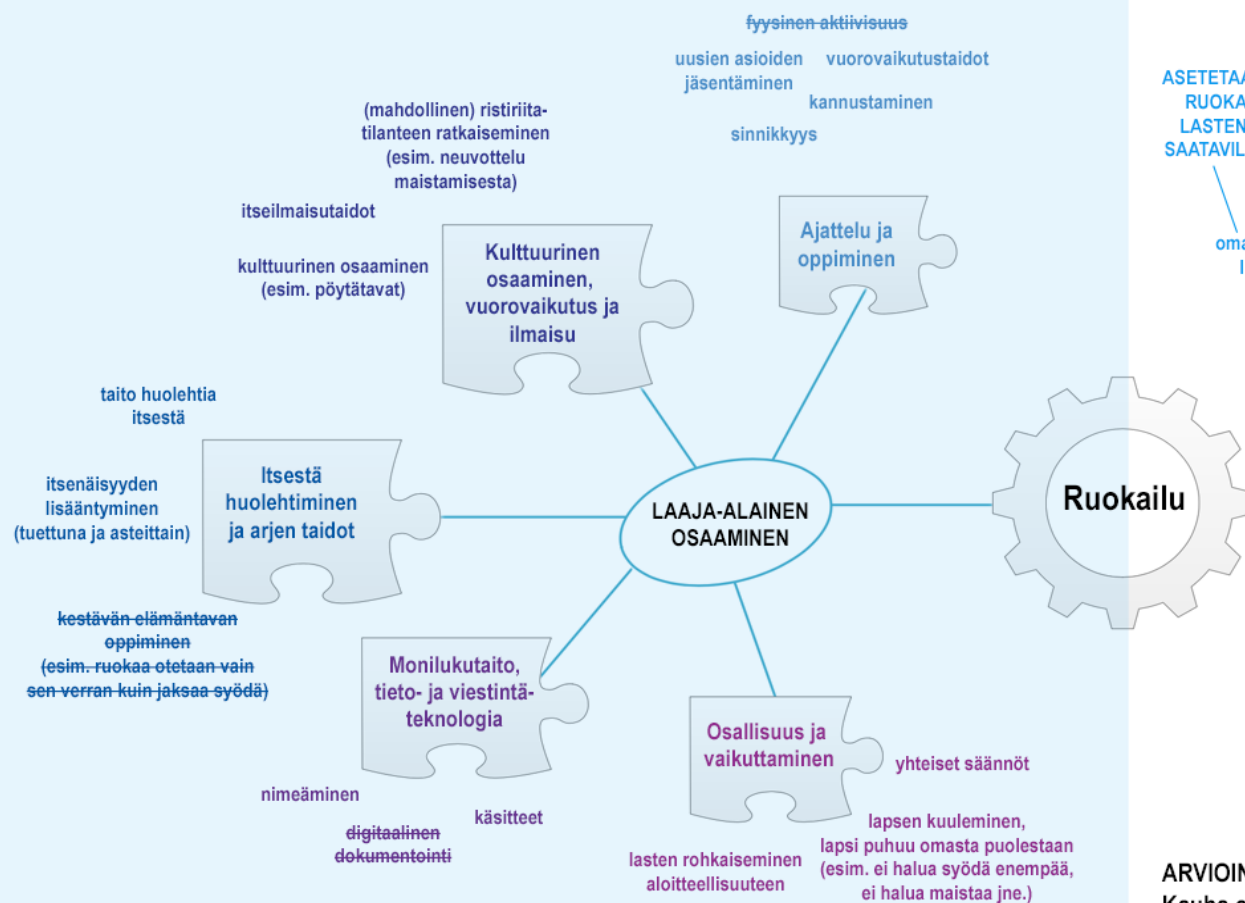 fyysinen aktiivisuus
uusien asioiden
jäsentäminen
vuorovaikutustaidot
kannustaminen
sinnikkyys
(mahdollinen) ristiriita-
tilanteen ratkaiseminen
(esim. neuvottelu
maistamisesta)
itseilmaisutaidot
kulttuurinen osaaminen
(esim. pöytätavat)
Kulttuurinen
osaaminen,
vuorovaikutus ja
ilmaisu
Ajattelu ja
oppiminen
taito huolehtia
itsestä
itsenäisyyden
lisääntyminen
(tuettuna ja asteittain)
Itsestä
huolehtiminen
ja arjen taidot
LAAJA-ALAINEN
OSAAMINEN
Ruokailu
kestävän elämäntavan
oppiminen
(esim. ruokaa otetaan vain
sen verran kuin jaksaa syödä)
Monilukutaito,
tieto- ja viestintä-
teknologia
nimeäminen
käsitteet
digitaalinen
dokumentointi
Osallisuus ja
vaikuttaminen
yhteiset säännöt
lapsen kuuleminen,
lapsi puhuu omasta puolestaan
(esim. ei halua syödä enempää,
ei halua maistaa jne.)
lasten rohkaiseminen
aloitteellisuuteen
ASETETAA
RUOKA
LASTEN
SAATAVIL
oma
ARVIOIN